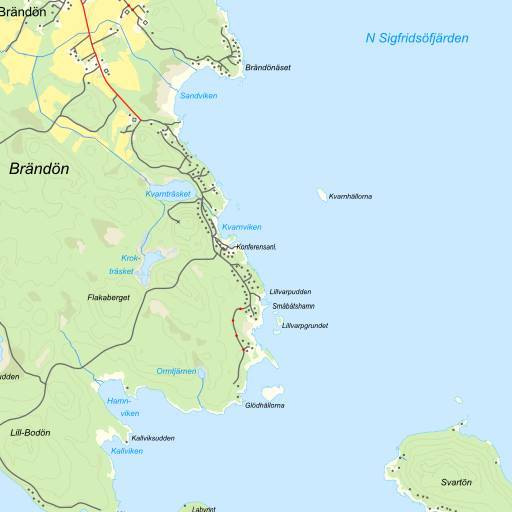 Brändön
N Sigfridsöfjärden
Brändönäset
Sandviken
Brändön
Kvarnträsket
Kvarnhällorna
Kvarnviken
Konferensanl.
Krok-
träsket
Lillvarpudden
Flakaberget
Småbåtshamn
Lillvarpgrundet
Ormtjärnen
udden
Hamn-
viken
Glödhällorna
Lill-Bodön
Kallviksudden
Kallviken
Svartön
Labyrint